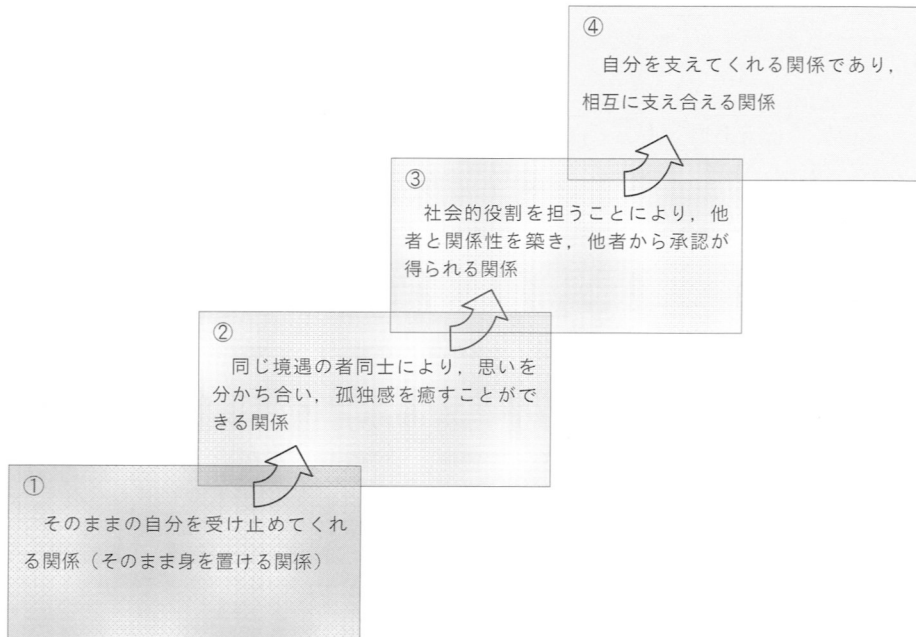 ④
自分を支えてくれる関係であり，
相互に支え合える関係
③
社会的役割を担うことにより，他
者と関係性を築き，他者から承認が
得られる関係
②
同じ境遇の者同士により，思いを
分かち合い，孤独感を癒すことがで
きる関係
①
そのままの自分を受け止めてくれ
る関係（そのまま身を置ける関係）